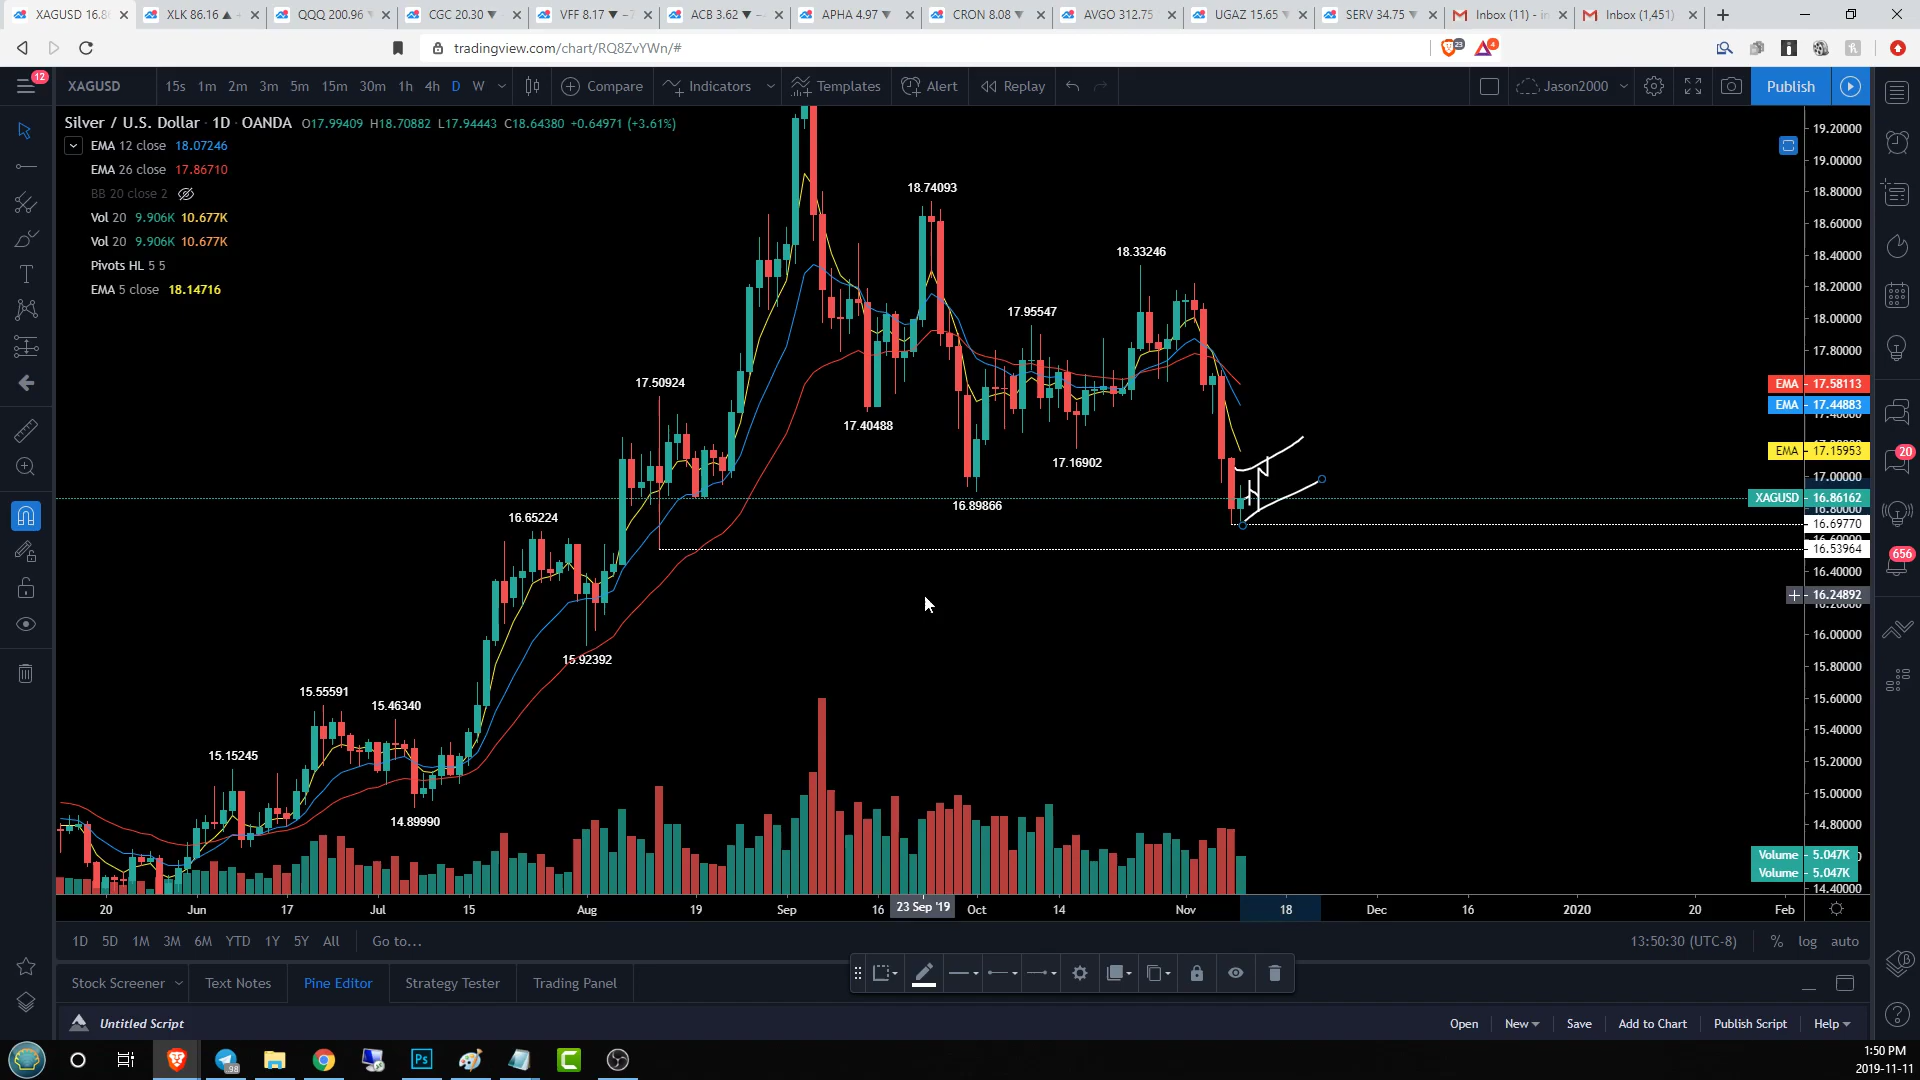 XAGUSD 16.8
XLK 86.16 ▲ +
QQQ 200.96
CGC 20.30 ▼
VFF 8.17 ▼ −
ACB 3.62 ▼ −
APHA 4.97 ▼
CRON 8.08 ▼
AVGO 312.75
UGAZ 15.65
SERV 34.75 ▼
Inbox (11) - in
Inbox (1,451)
tradingview.com/chart/RQ8ZvYWn/#
23
4
12
XAGUSD 15s 1m 2m 3m 5m 15m 30m 1h 4h D W Compare Indicators Templates Alert Replay Jason2000 Publish
Silver / U.S. Dollar 1D OANDA O17.99409 H18.70882 L17.94443 C18.64380 +0.64971 (+3.61%)
EMA 12 close 18.07246
EMA 26 close 17.86710
BB 20 close 2
Vol 20 9.906K 10.677K
Vol 20 9.906K 10.677K
Pivots HL 5 5
EMA 5 close 18.14716
18.74093
18.33246
17.95547
17.50924
17.40488
17.16902
16.89866
16.65224
15.92392
15.55591
15.46340
15.15245
14.89990
19.20000
19.00000
18.80000
18.60000
18.40000
18.20000
18.00000
17.80000
EMA 17.58113
EMA 17.44883
EMA 17.15953
17.00000
XAGUSD 16.86162
16.80000
16.69770
16.53964
16.40000
16.24892
16.20000
16.00000
15.80000
15.60000
15.40000
15.20000
15.00000
14.80000
Volume 5.047K
Volume 5.047K
14.40000
20
656
20 Jun 17 Jul 15 Aug 19 Sep 16 23 Sep '19 Oct 14 Nov 18 Dec 16 2020 20 Feb
1D 5D 1M 3M 6M YTD 1Y 5Y All Go to... 13:50:30 (UTC-8) % log auto
Stock Screener Text Notes Pine Editor Strategy Tester Trading Panel
Untitled Script Open New Save Add to Chart Publish Script Help
98
Ps
1:50 PM
2019-11-11